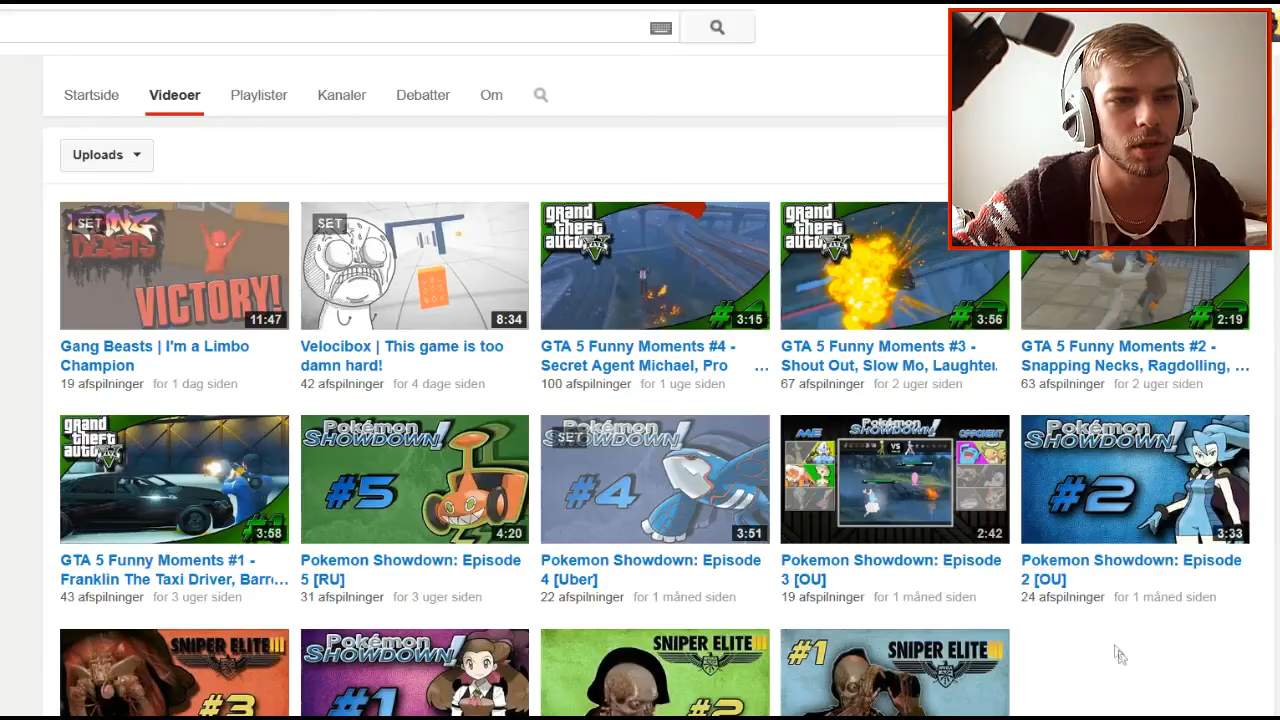 Startside Videoer Playlister Kanaler Debatter Om
Uploads
SET
GANG
BEASTS
VICTORY!
11:47
SET
8:34
grand
theft
auto V
#4
3:15
grand
theft
auto V
#3
3:56
#2
2:19
Gang Beasts | I'm a Limbo
Champion
19 afspilninger for 1 dag siden
Velocibox | This game is too
damn hard!
42 afspilninger for 4 dage siden
GTA 5 Funny Moments #4 -
Secret Agent Michael, Pro ...
100 afspilninger for 1 uge siden
GTA 5 Funny Moments #3 -
Shout Out, Slow Mo, Laughter
67 afspilninger for 2 uger siden
GTA 5 Funny Moments #2 -
Snapping Necks, Ragdolling, ...
63 afspilninger for 2 uger siden
grand
theft
auto V
#1
3:58
Pokémon
SHOWDOWN!
#5
4:20
SET
Pokémon
SHOWDOWN!
#4
3:51
Pokémon
SHOWDOWN!
ME
OPPONENT
VS
2:42
Pokémon
SHOWDOWN!
#2
3:33
GTA 5 Funny Moments #1 -
Franklin The Taxi Driver, Barr...
43 afspilninger for 3 uger siden
Pokemon Showdown: Episode
5 [RU]
31 afspilninger for 3 uger siden
Pokemon Showdown: Episode
4 [Uber]
22 afspilninger for 1 måned siden
Pokemon Showdown: Episode
3 [OU]
19 afspilninger for 1 måned siden
Pokemon Showdown: Episode
2 [OU]
24 afspilninger for 1 måned siden
SNIPER ELITE III
#3
Pokémon
SHOWDOWN!
#1
SNIPER ELITE III
#2
#1
SNIPER ELITE III